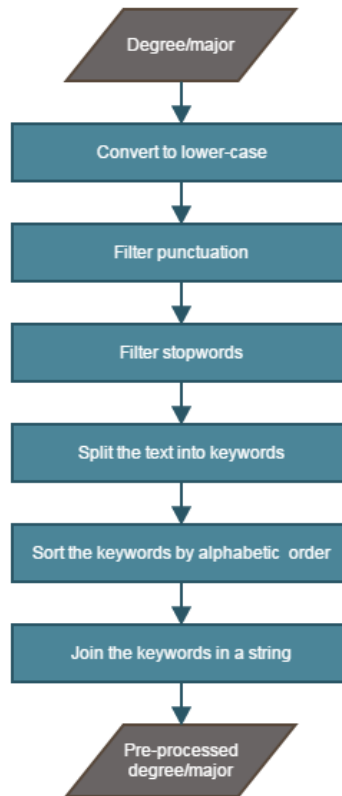 Degree/major
Convert to lower-case
Filter punctuation
Filter stopwords
Split the text into keywords
Sort the keywords by alphabetic order
Join the keywords in a string
Pre-processed
degree/major